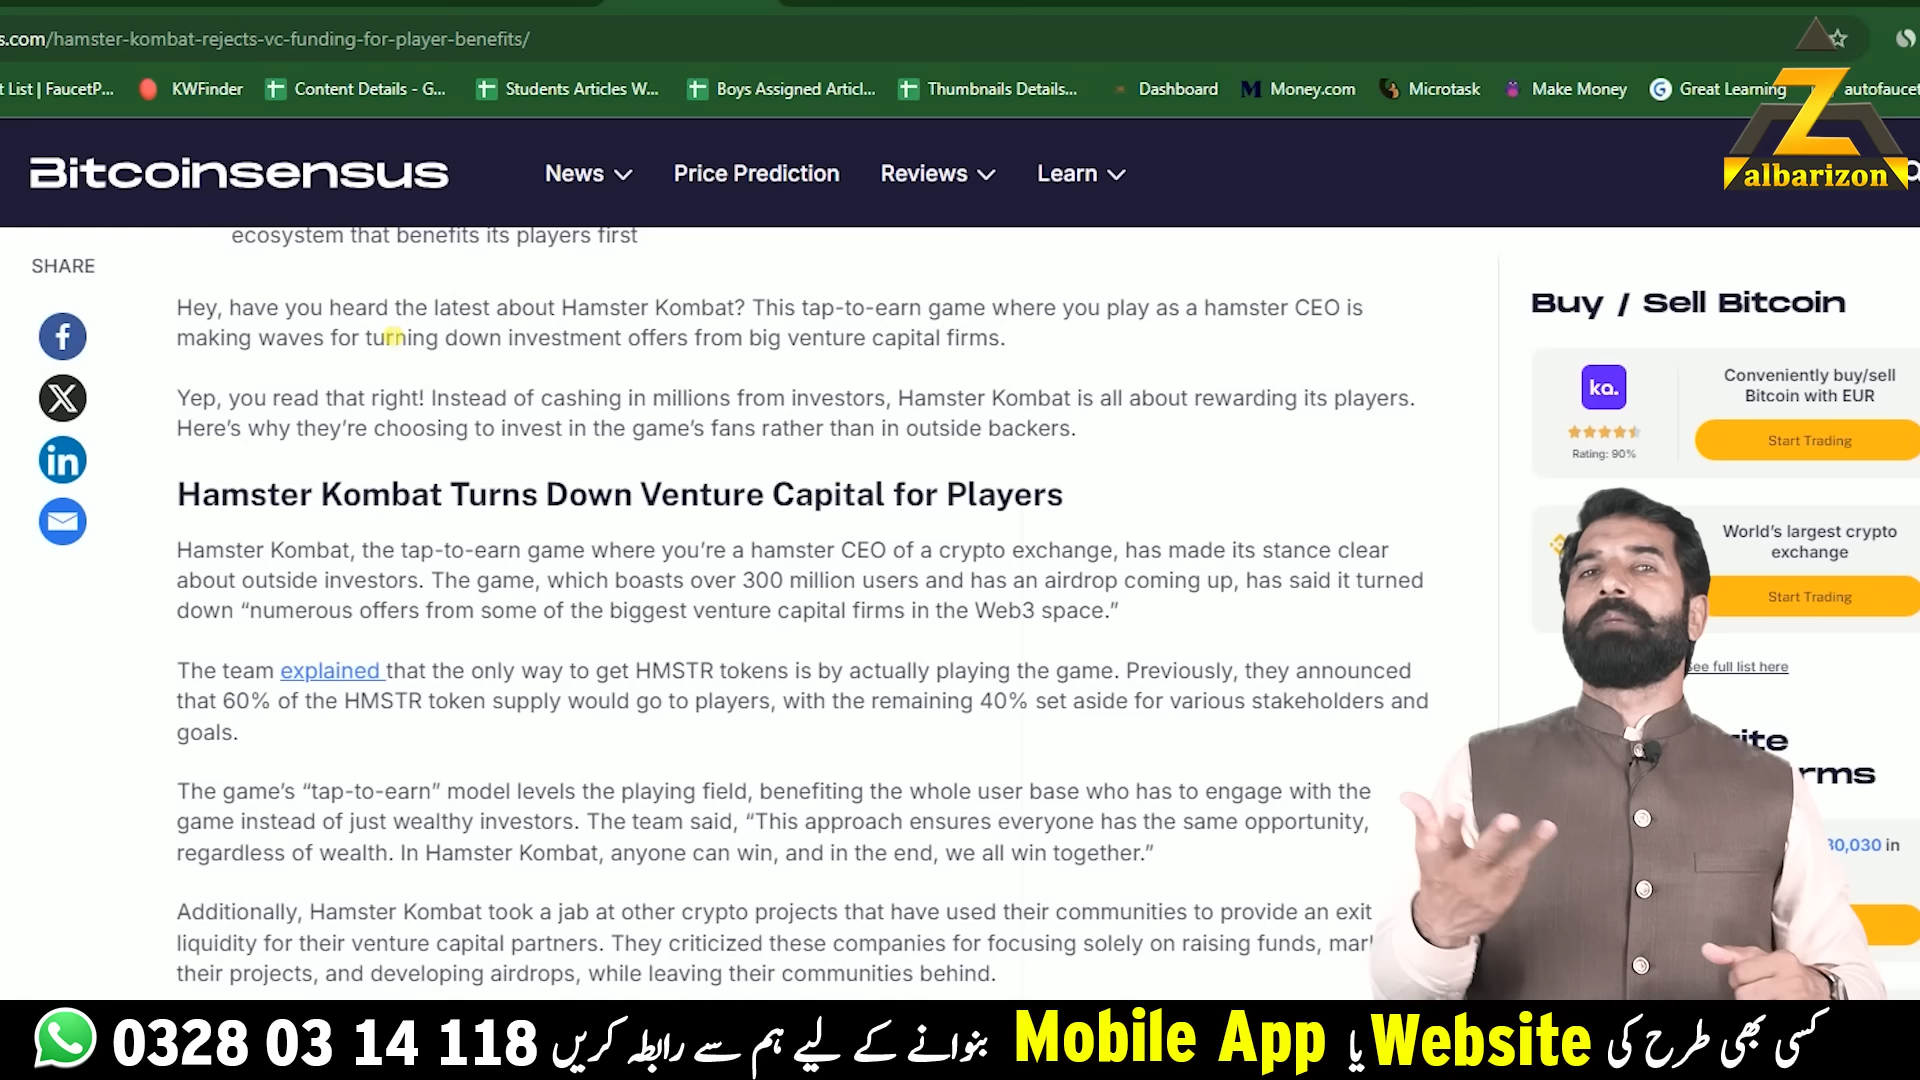 s.com/hamster-kombat-rejects-vc-funding-for-player-benefits/
t List | FaucetP...
KWFinder
Content Details - G...
Students Articles W...
Boys Assigned Articl...
Thumbnails Details...
Dashboard
Money.com
Microtask
Make Money
Great Learning
autofaucet
Z
albarizon
Bitcoinsensus
News
Price Prediction
Reviews
Learn
ecosystem that benefits its players first
SHARE
Hey, have you heard the latest about Hamster Kombat? This tap-to-earn game where you play as a hamster CEO is
making waves for turning down investment offers from big venture capital firms.
Yep, you read that right! Instead of cashing in millions from investors, Hamster Kombat is all about rewarding its players.
Here's why they're choosing to invest in the game's fans rather than in outside backers.
Hamster Kombat Turns Down Venture Capital for Players
Hamster Kombat, the tap-to-earn game where you're a hamster CEO of a crypto exchange, has made its stance clear
about outside investors. The game, which boasts over 300 million users and has an airdrop coming up, has said it turned
down “numerous offers from some of the biggest venture capital firms in the Web3 space.”
The team explained that the only way to get HMSTR tokens is by actually playing the game. Previously, they announced
that 60% of the HMSTR token supply would go to players, with the remaining 40% set aside for various stakeholders and
goals.
The game's “tap-to-earn” model levels the playing field, benefiting the whole user base who has to engage with the
game instead of just wealthy investors. The team said, “This approach ensures everyone has the same opportunity,
regardless of wealth. In Hamster Kombat, anyone can win, and in the end, we all win together.”
Additionally, Hamster Kombat took a jab at other crypto projects that have used their communities to provide an exit
liquidity for their venture capital partners. They criticized these companies for focusing solely on raising funds, mar
their projects, and developing airdrops, while leaving their communities behind.
Buy / Sell Bitcoin
ka.
Rating: 90%
Conveniently buy/sell
Bitcoin with EUR
Start Trading
World's largest crypto
exchange
Start Trading
See full list here
ite
rms
30,030 in
کسی بھی طرح کی Website یا Mobile App بنوانے کے لیے ہم سے رابطہ کریں 0328 03 14 118